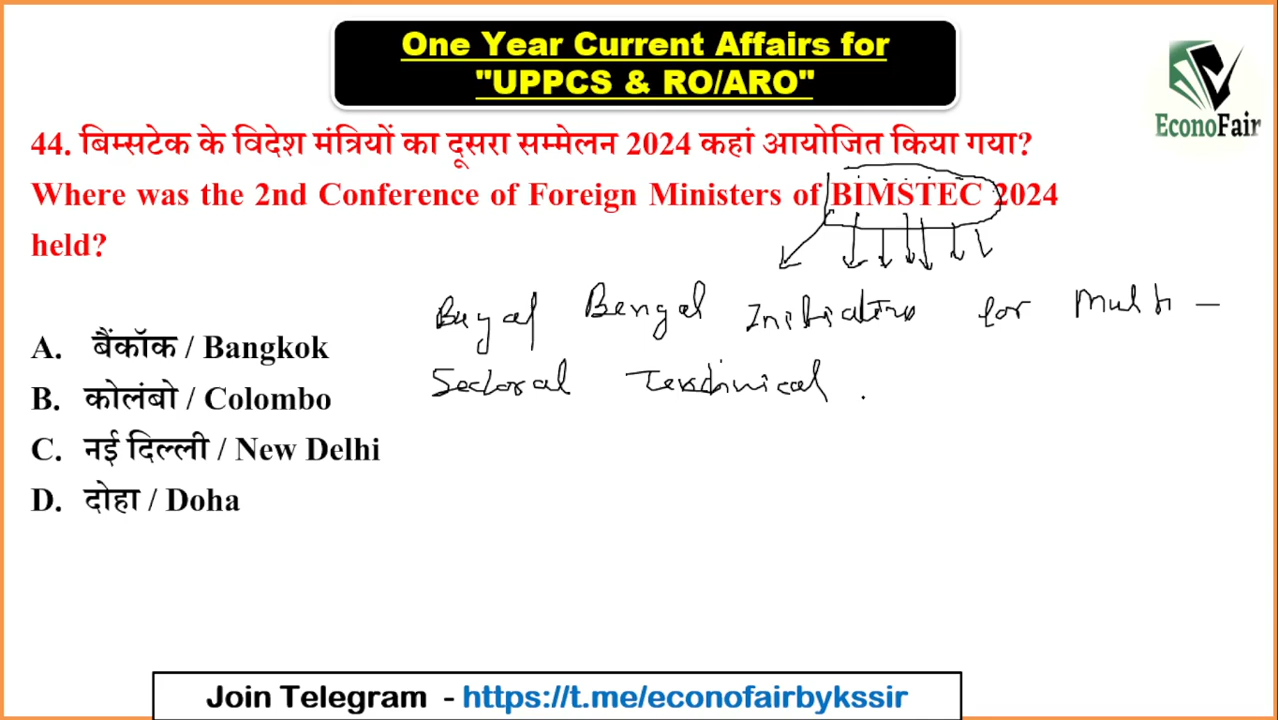 One Year Current Affairs for
"UPPCS & RO/ARO"
EconoFair
44. बिम्सटेक के विदेश मंत्रियों का दूसरा सम्मेलन 2024 कहां आयोजित किया गया?
Where was the 2nd Conference of Foreign Ministers of BIMSTEC 2024
held?
Bay of Bengal Initiative for Multi -
Sectoral Technical
A. बैंकॉक / Bangkok
B. कोलंबो / Colombo
C. नई दिल्ली / New Delhi
D. दोहा / Doha
Join Telegram - https://t.me/econofairbykssir